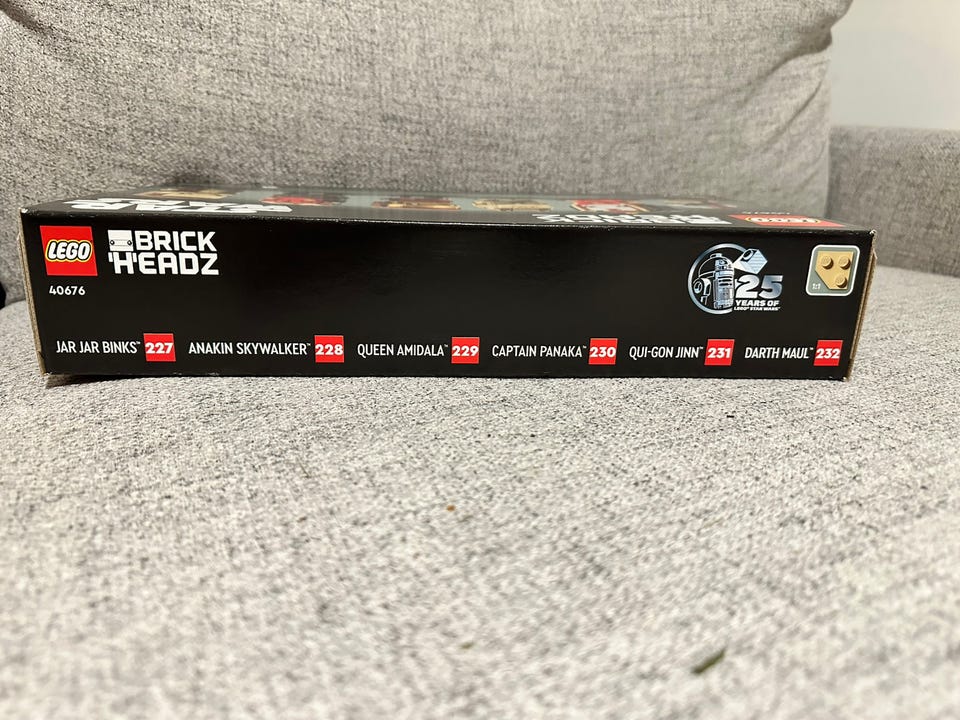 LEGO
BRICK
HEADZ
40676
25
YEARS OF
LEGO® STAR WARS™
1:1
JAR JAR BINKS™ 227 ANAKIN SKYWALKER™ 228 QUEEN AMIDALA™ 229 CAPTAIN PANAKA™ 230 QUI-GON JINN™ 231 DARTH MAUL™ 232